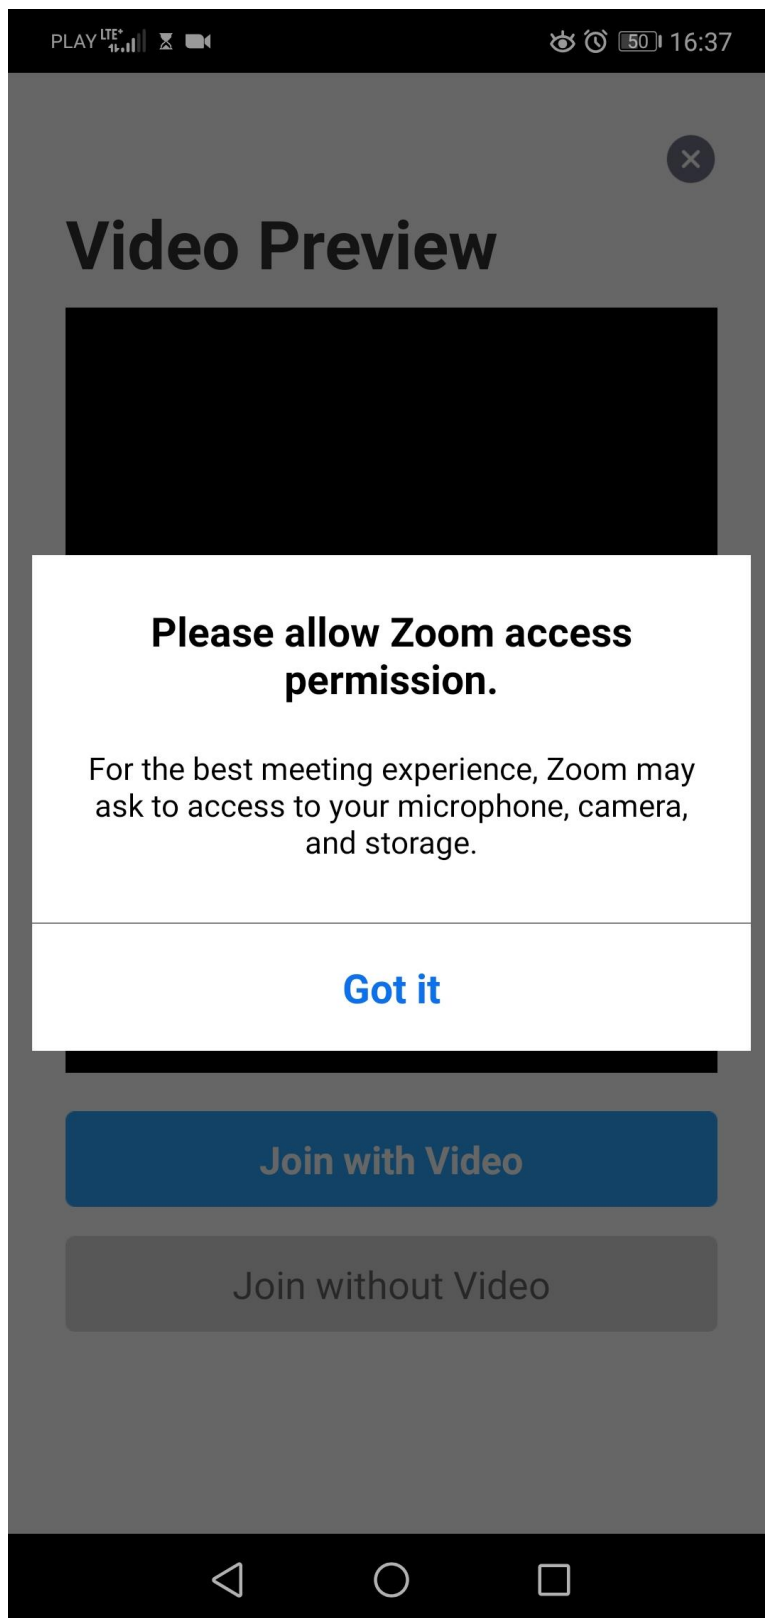 PLAY LTE+ 50 16:37
Video Preview
Please allow Zoom access
permission.
For the best meeting experience, Zoom may
ask to access to your microphone, camera,
and storage.
Got it
Join with Video
Join without Video